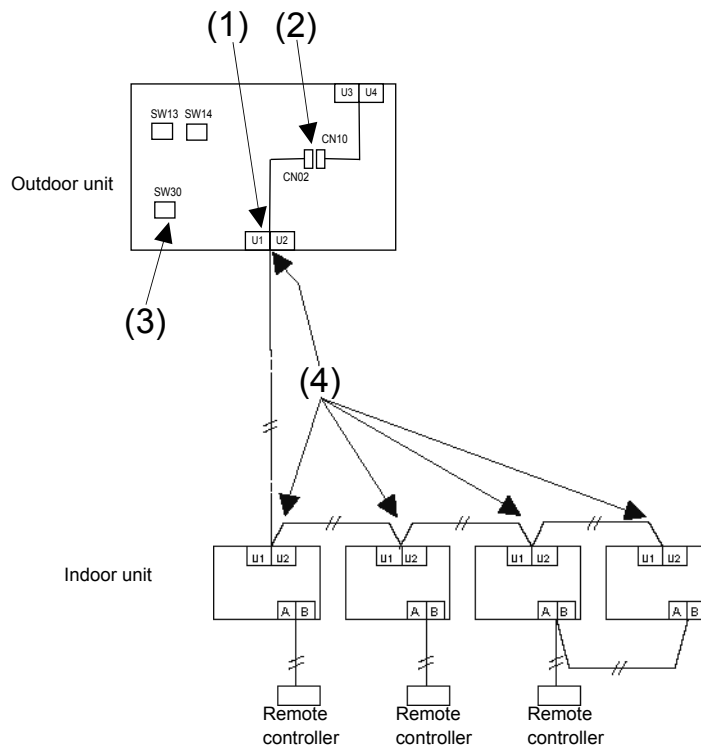 (1)
(2)
U3 U4
SW13 SW14
CN10
CN02
Outdoor unit
SW30
U1 U2
(3)
(4)
U1 U2 U1 U2 U1 U2 U1 U2
Indoor unit
A B A B A B A B
Remote controller
Remote controller
Remote controller